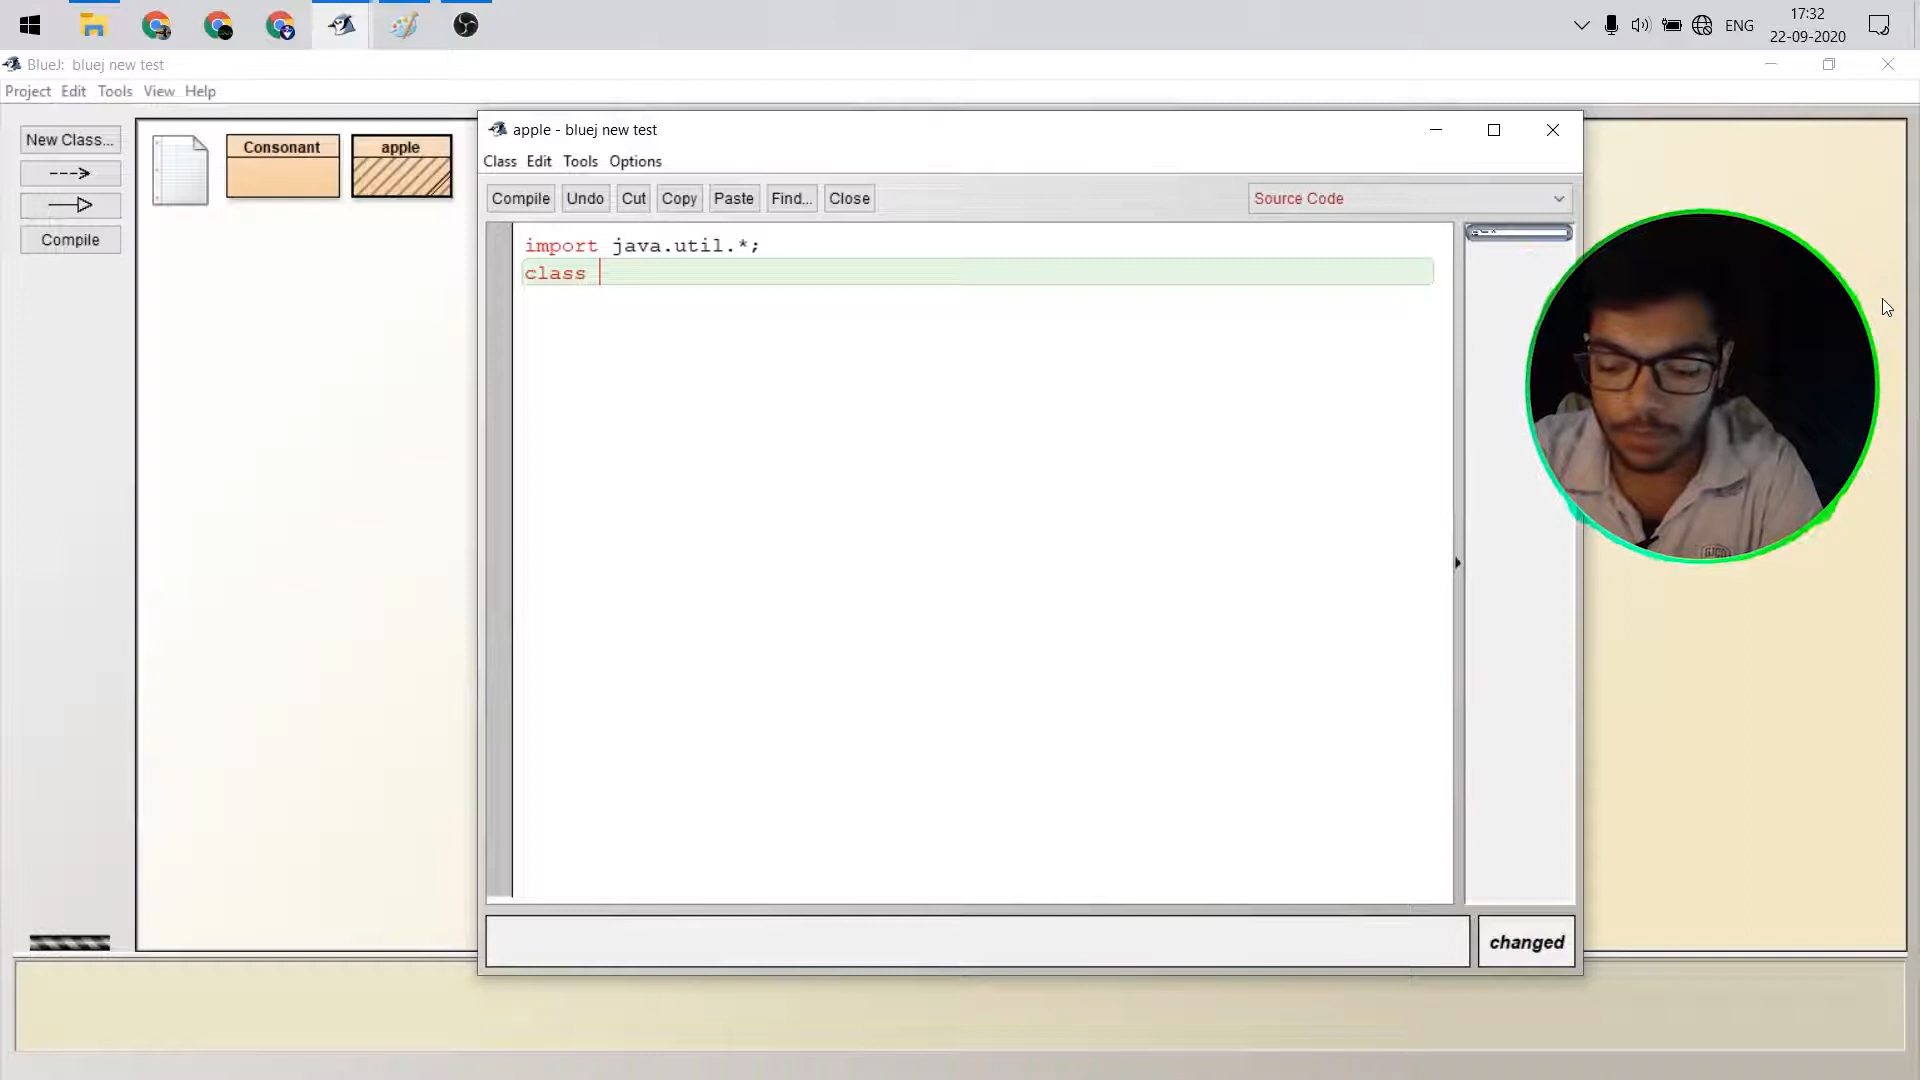 ENG
17:32
22-09-2020
BlueJ: bluej new test
Project Edit Tools View Help
New Class...
Compile
Consonant
apple
apple - bluej new test
Class Edit Tools Options
Compile Undo Cut Copy Paste Find... Close
Source Code
import java.util.*;
class
changed